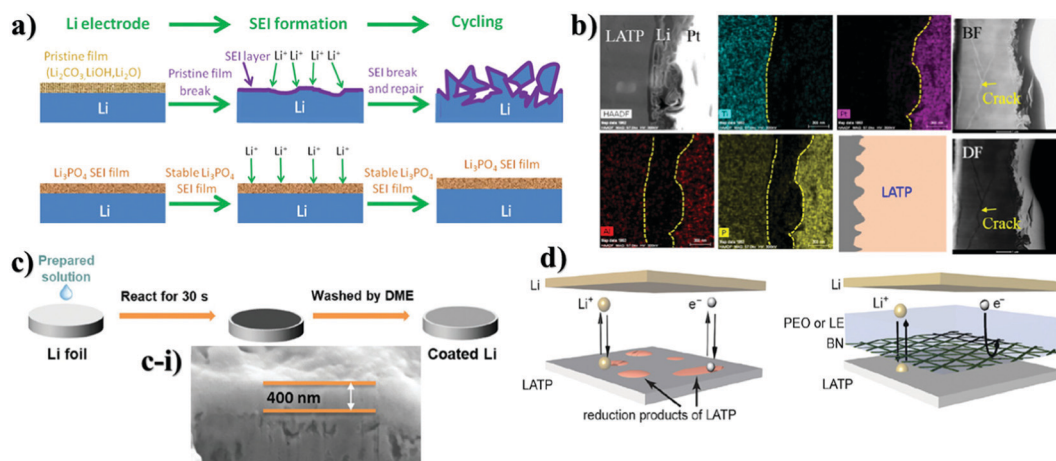 a)
Li electrode
SEI formation
Cycling
Pristine film
(Li₂CO₃ LiOH,Li₂O)
Li
Pristine film
break
SEI layer
Li⁺ Li⁺ Li⁺ Li⁺
Li
SEI break
and repair
Li
Li₃PO₄ SEI film
Li
Stable Li₃PO₄
SEI film
Li⁺ Li⁺ Li⁺ Li⁺
Li
Stable Li₃PO₄
SEI film
Li₃PO₄ SEI film
Li
b)
LATP
Li
Pt
HAADF
Ti
Pt
BF
Crack
Al
P
LATP
DF
Crack
c)
Prepared
solution
Li foil
React for 30 s
Washed by DME
Coated Li
c-i)
400 nm
d)
Li
Li⁺
e⁻
LATP
reduction products of LATP
Li
Li⁺
e⁻
PEO or LE
BN
LATP